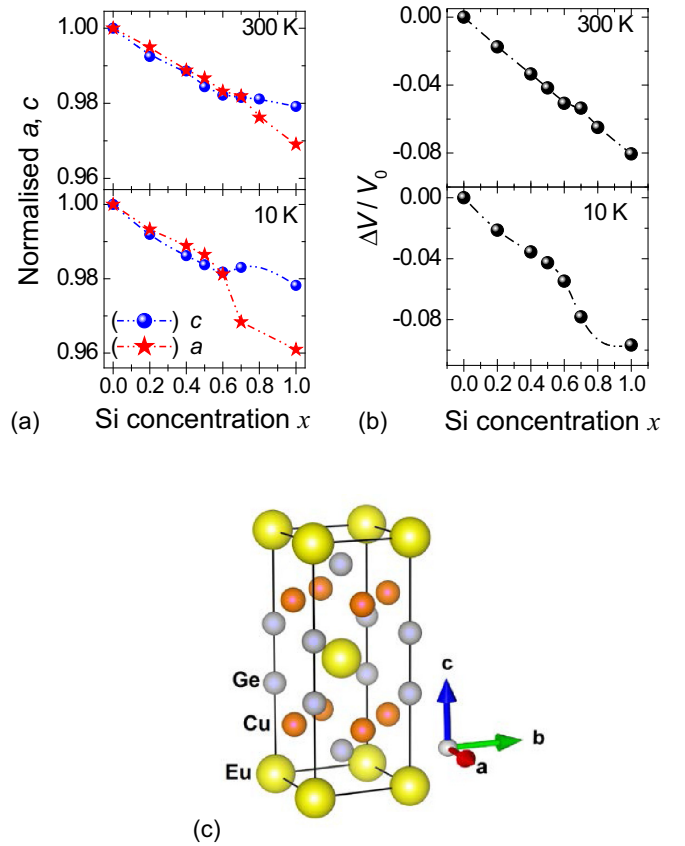 300 K
1.00
0.98
0.96
Normalised a, c
10 K
1.00
0.98
0.96
( ) c
( ) a
0.0 0.2 0.4 0.6 0.8 1.0
Si concentration x
(a)
300 K
0.00
-0.04
-0.08
ΔV / V₀
10 K
0.00
-0.04
-0.08
0.0 0.2 0.4 0.6 0.8 1.0
Si concentration x
(b)
Ge
Cu
Eu
c
b
a
(c)